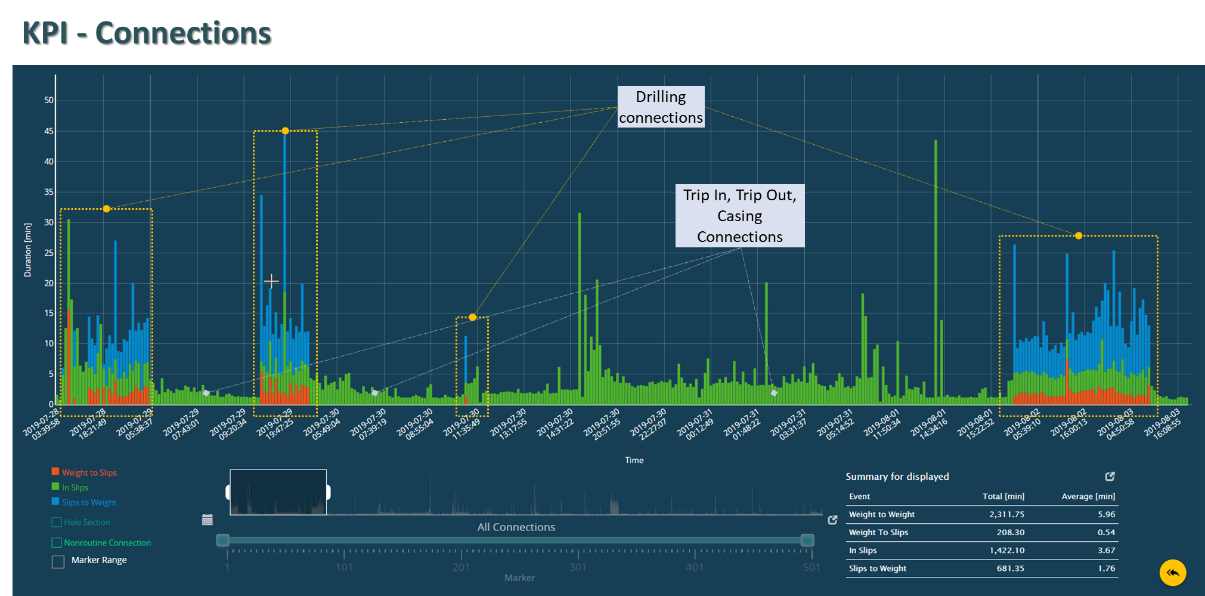 KPI - Connections
Drilling
connections
Trip In, Trip Out,
Casing
Connections
Duration [min]
50
45
40
35
30
25
20
15
10
5
0
2019-07-28
03:39:58
2019-07-28
18:21:49
2019-07-29
05:38:37
2019-07-29
07:43:01
2019-07-29
09:20:34
2019-07-29
19:47:25
2019-07-30
05:49:04
2019-07-30
07:39:19
2019-07-30
08:55:04
2019-07-30
11:35:49
2019-07-30
13:17:55
2019-07-30
14:31:22
2019-07-30
20:51:55
2019-07-30
22:27:07
2019-07-31
00:12:49
2019-07-31
01:48:22
2019-07-31
03:31:37
2019-07-31
05:14:52
2019-08-01
11:50:34
2019-08-01
14:34:16
2019-08-01
15:22:52
2019-08-02
05:39:10
2019-08-02
16:00:13
2019-08-03
04:50:58
2019-08-03
16:08:55
Time
Weight to Slips
In Slips
Slips to Weight
Hole Section
Nonroutine Connection
Marker Range
All Connections
1 101 201 301 401 501
Marker
Summary for displayed
Event Total [min] Average [min]
Weight to Weight 2,311.75 5.96
Weight To Slips 208.30 0.54
In Slips 1,422.10 3.67
Slips to Weight 681.35 1.76